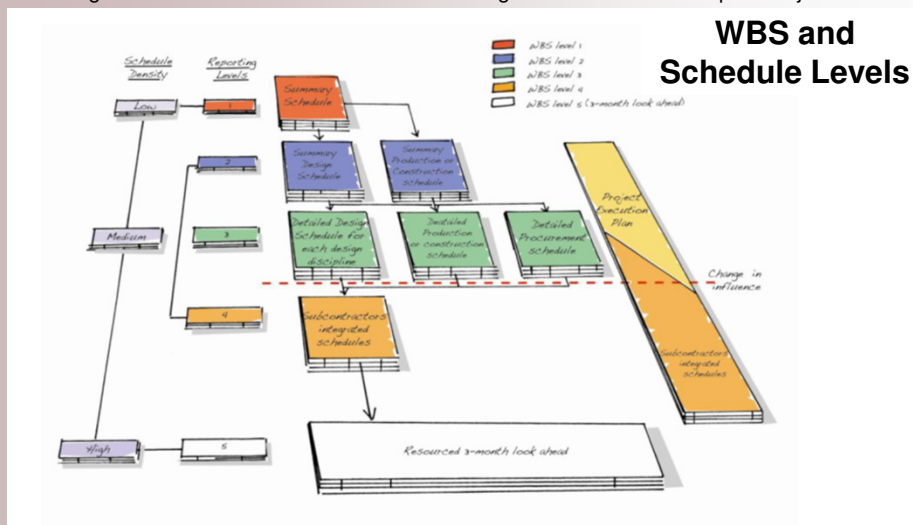 WBS and
Schedule Levels
Schedule
Density
Reporting
Levels
WBS level 1
WBS level 2
WBS level 3
WBS level 4
WBS level 5 (3-month look ahead)
Low
1
Summary
Schedule
2
Summary
Design
Schedule
Summary
Production or
Construction
schedule
Project
Execution
Plan
Medium
3
Detailed Design
Schedule for
each design
discipline
Deatailed
Production
or construction
schedule
Detailed
Procurement
schedule
Change in
influence
4
Subcontractors
integrated
schedules
Subcontractors
integrated
schedules
High
5
Resourced 3-month look ahead